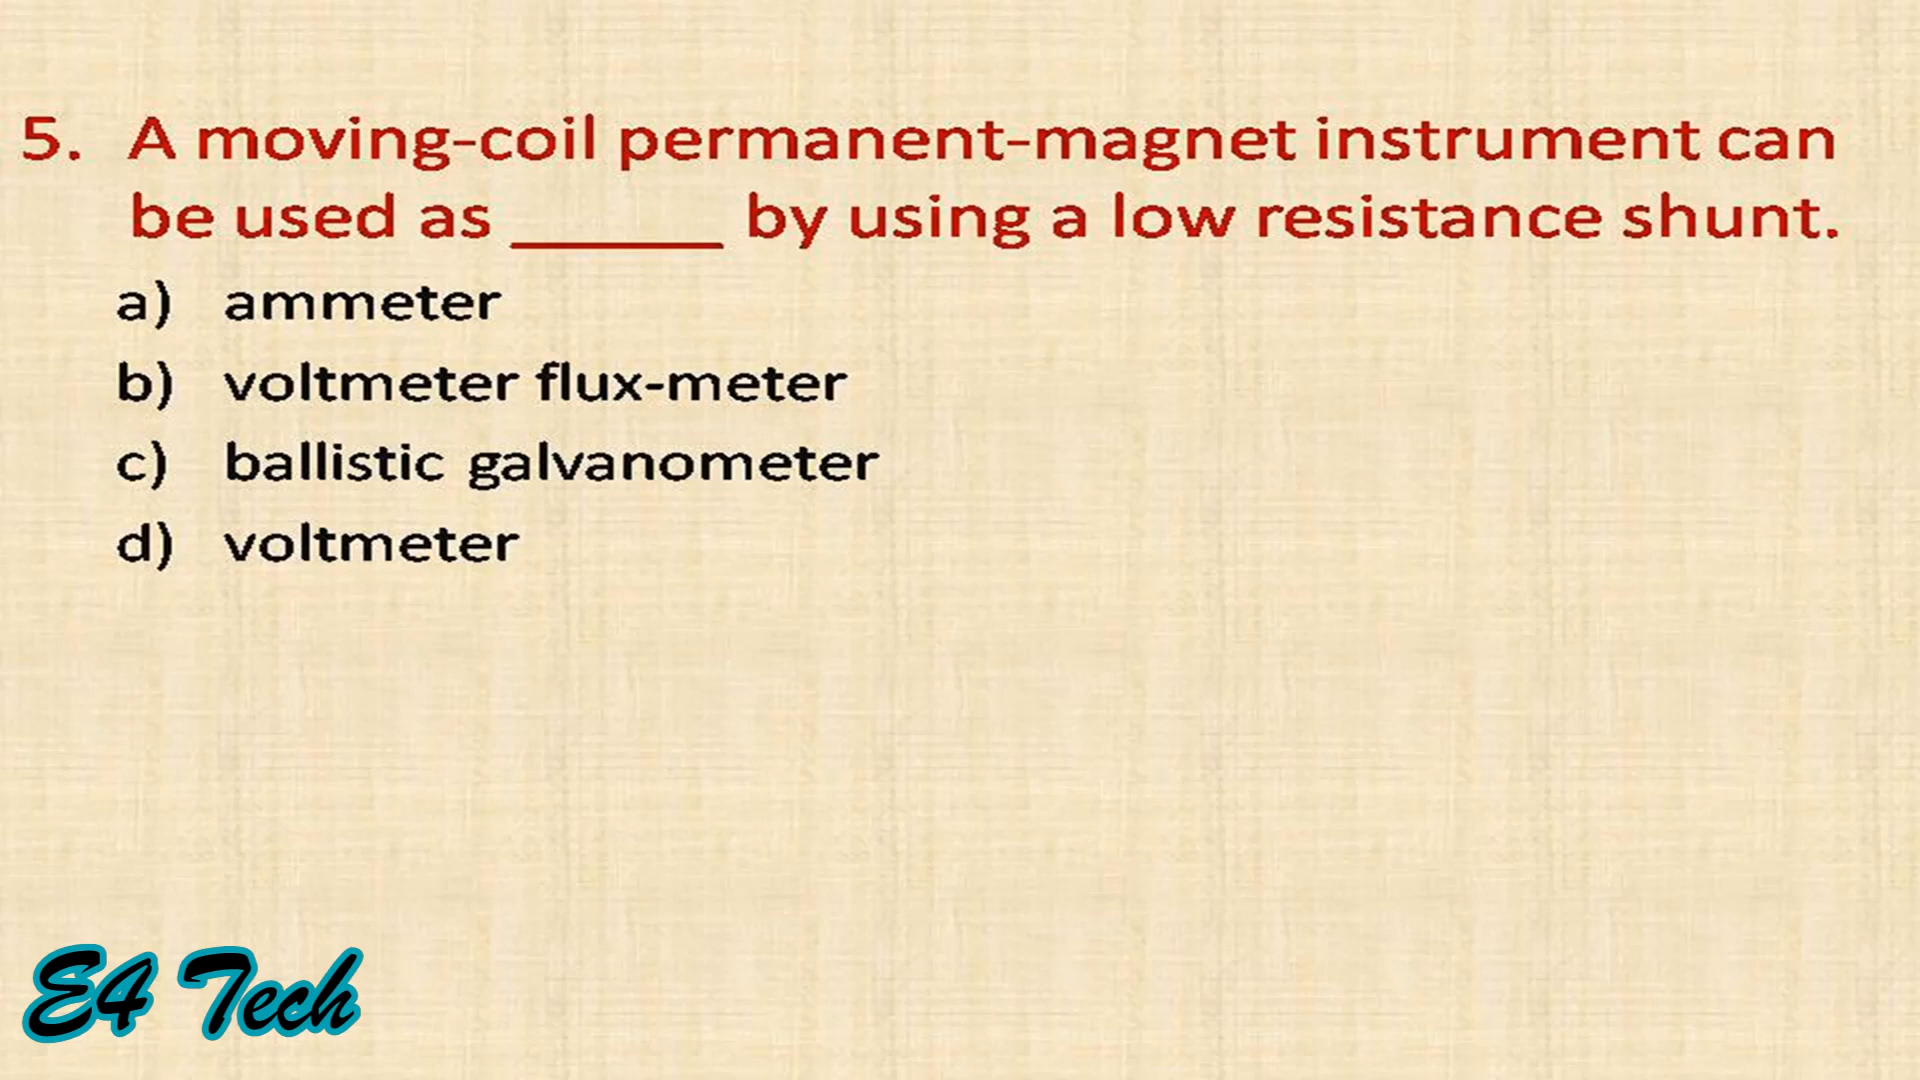 5. A moving-coil permanent-magnet instrument can
be used as ______ by using a low resistance shunt.
a) ammeter
b) voltmeter flux-meter
c) ballistic galvanometer
d) voltmeter
E4 Tech